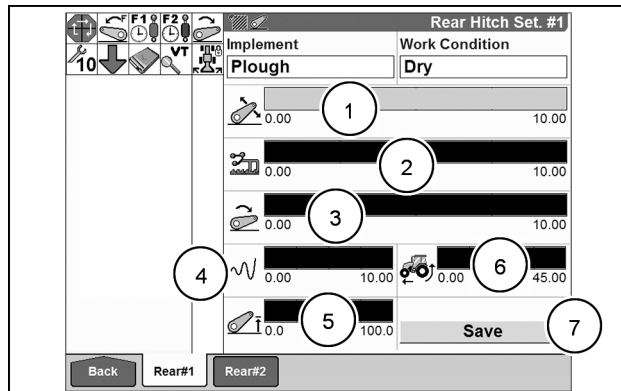 F F1 F2
VT
10
Rear Hitch Set. #1
Implement Work Condition
Plough Dry
1
0.00 10.00
2
0.00 10.00
3
0.00 10.00
4 0.00 10.00 6 0.00 45.00
5 0.0 100.0
Save 7
Back Rear#1 Rear#2